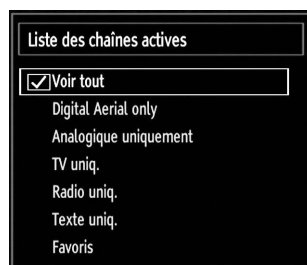 Liste des chaînes actives
Voir tout
Digital Aerial only
Analogique uniquement
TV uniq.
Radio uniq.
Texte uniq.
Favoris